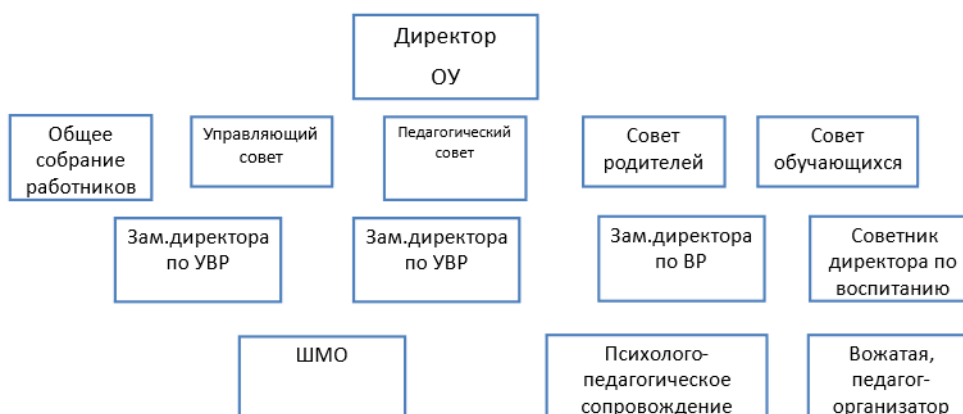 Директор
ОУ
Общее
собрание
работников
Управляющий
совет
Педагогический
совет
Совет
родителей
Совет
обучающихся
Зам.директора
по УВР
Зам.директора
по УВР
Зам.директора
по ВР
Советник
директора по
воспитанию
ШМО
Психолого-
педагогическое
сопровождение
Вожатая,
педагог-
организатор